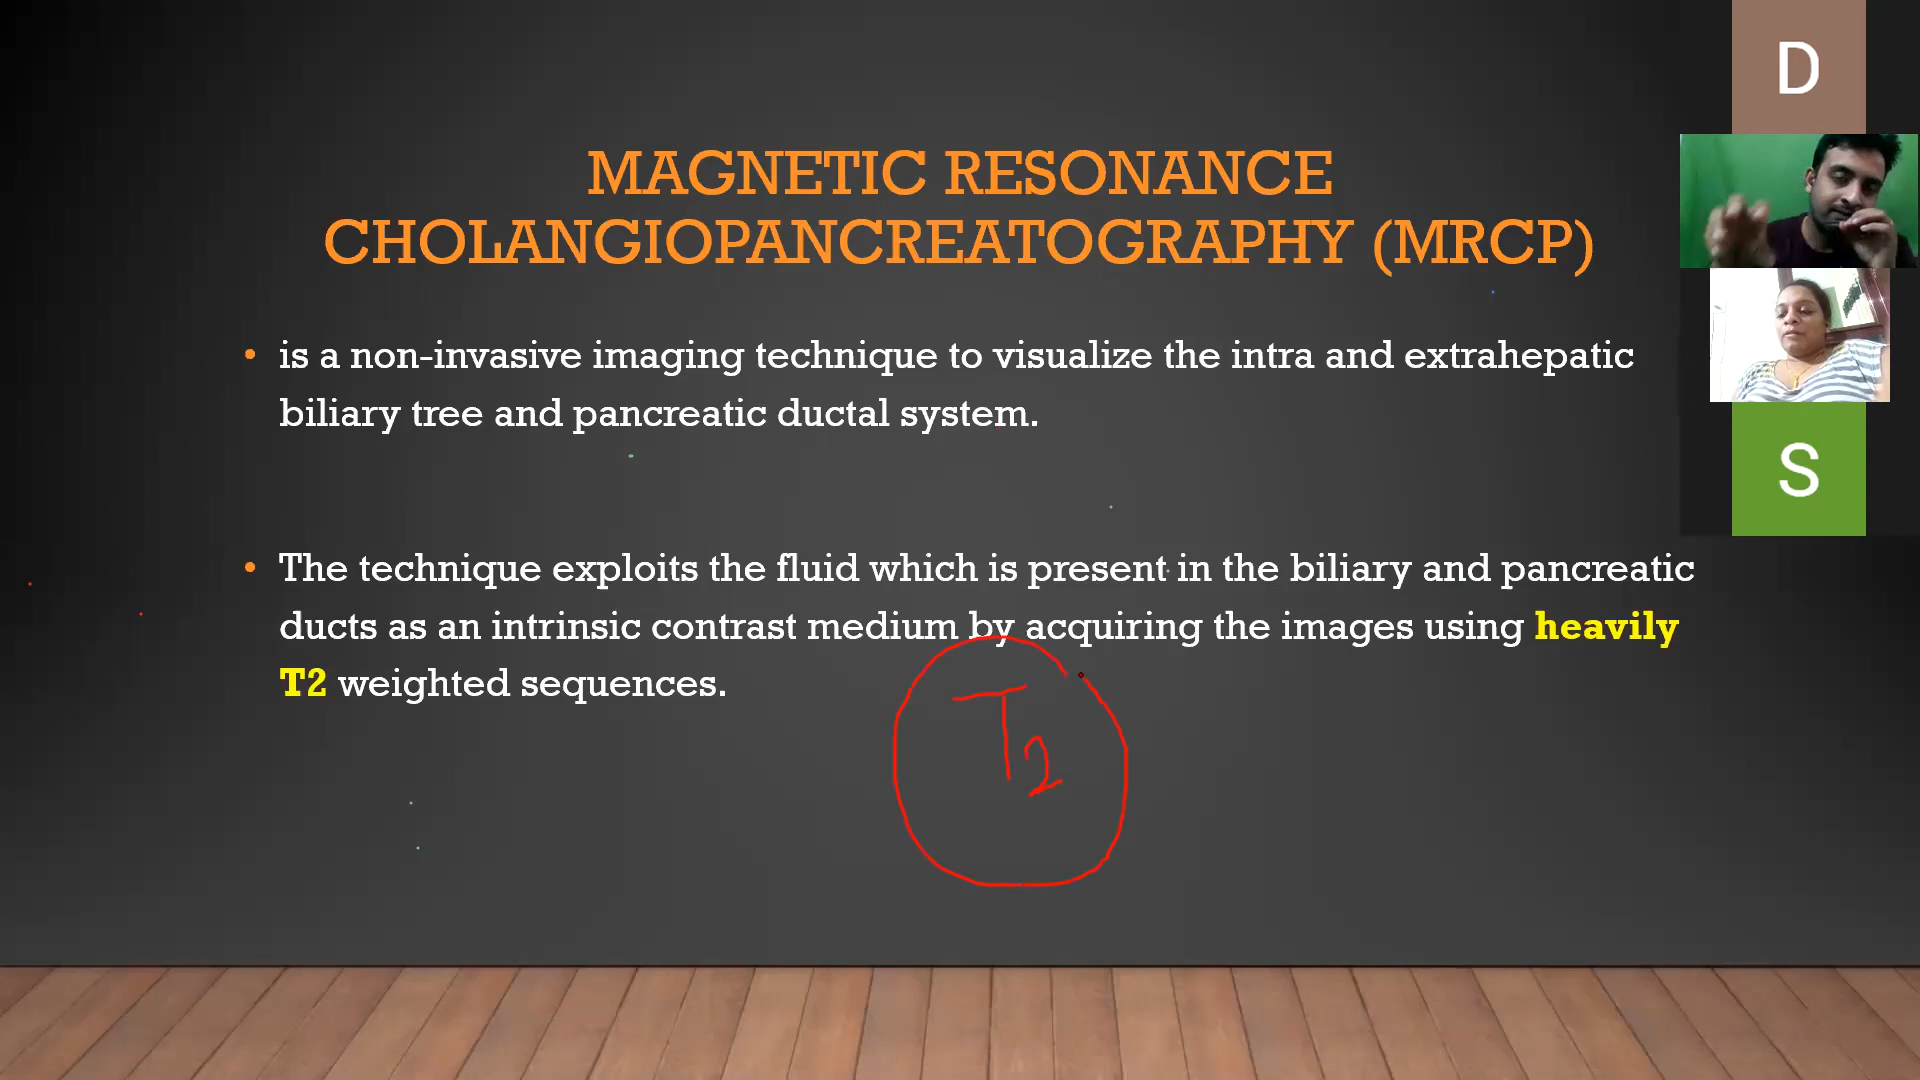 MAGNETIC RESONANCE
CHOLANGIOPANCREATOGRAPHY (MRCP)
• is a non-invasive imaging technique to visualize the intra and extrahepatic
biliary tree and pancreatic ductal system.
• The technique exploits the fluid which is present in the biliary and pancreatic
ducts as an intrinsic contrast medium by acquiring the images using heavily
T2 weighted sequences.
T2
D
S